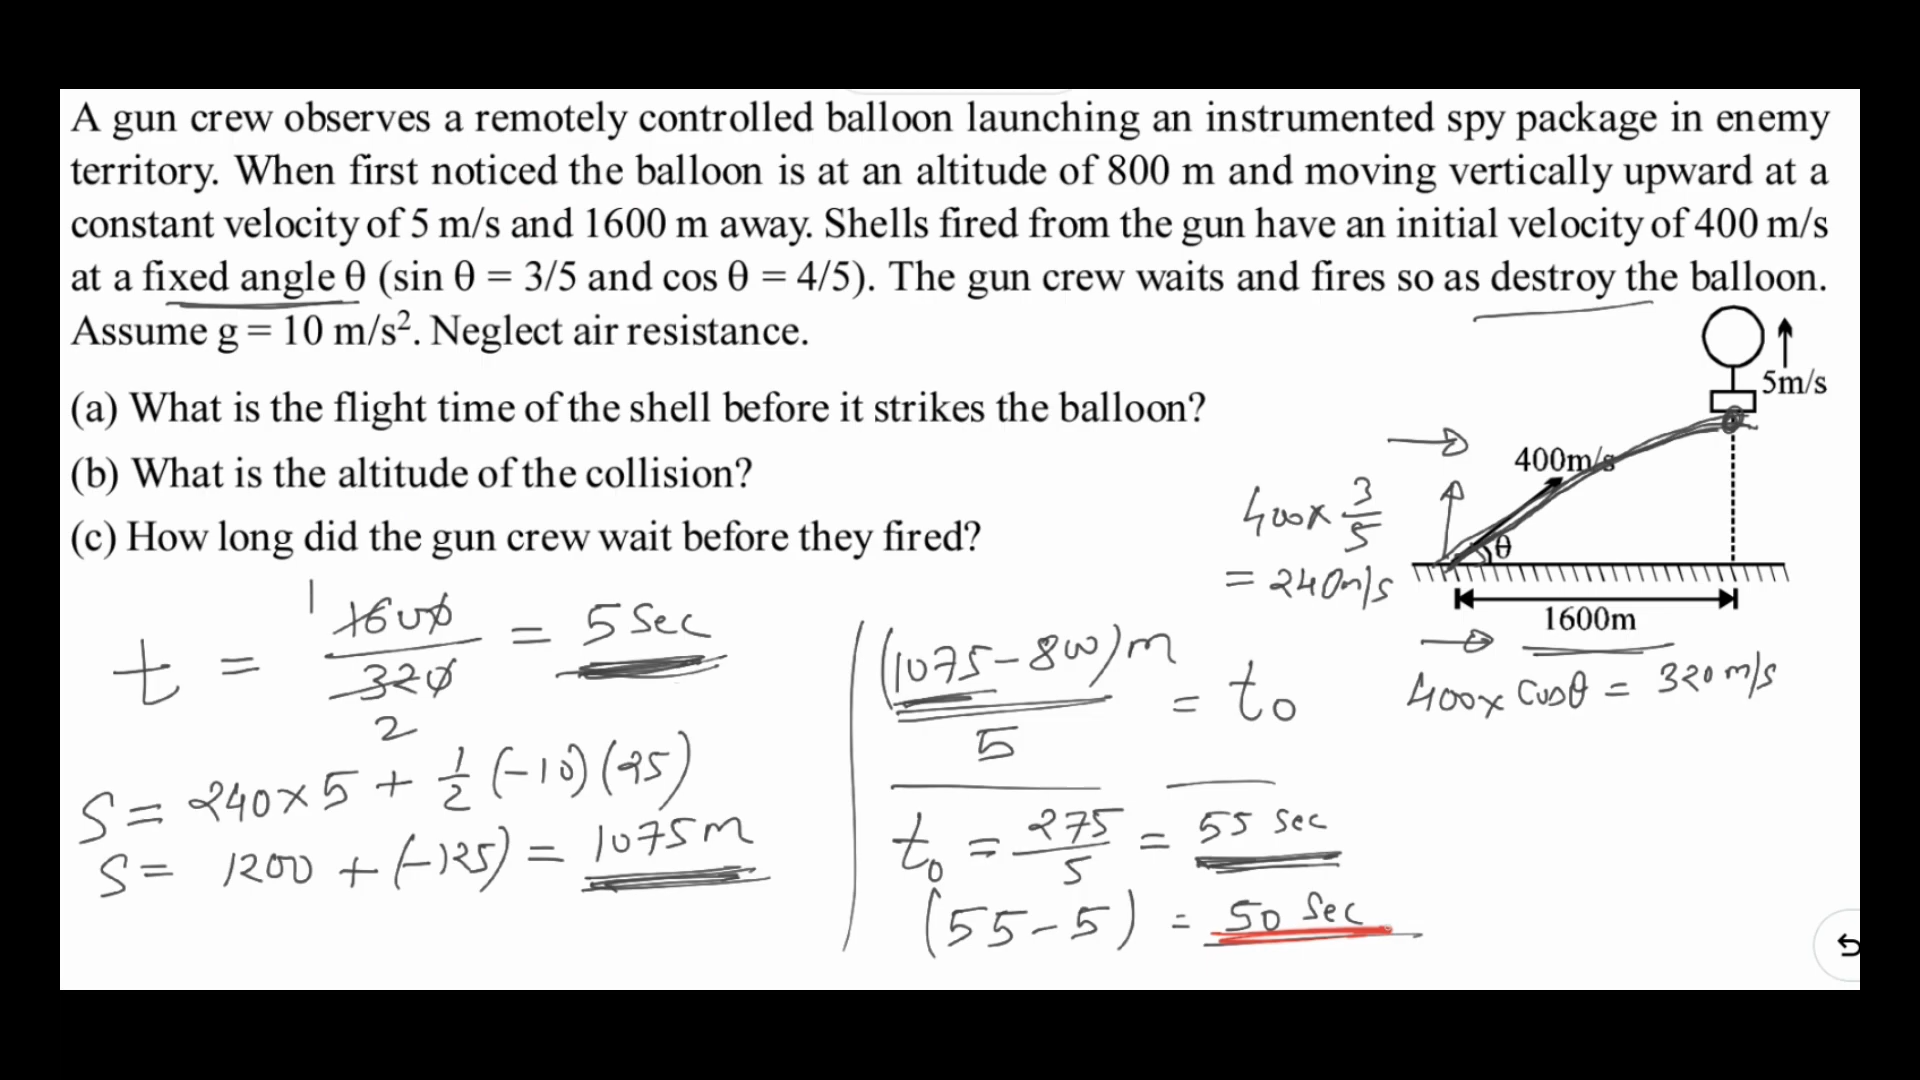 A gun crew observes a remotely controlled balloon launching an instrumented spy package in enemy
territory. When first noticed the balloon is at an altitude of 800 m and moving vertically upward at a
constant velocity of 5 m/s and 1600 m away. Shells fired from the gun have an initial velocity of 400 m/s
at a fixed angle θ (sin θ = 3/5 and cos θ = 4/5). The gun crew waits and fires so as destroy the balloon.
Assume g = 10 m/s². Neglect air resistance.
(a) What is the flight time of the shell before it strikes the balloon?
(b) What is the altitude of the collision?
(c) How long did the gun crew wait before they fired?
5m/s
400m/s
θ
1600m
400 x 3/5
= 240 m/s
400 x cosθ = 320 m/s
t = 1600/320 = 5 Sec
2
S = 240 x 5 + 1/2 (-10) (25)
S = 1200 + (-125) = 1075 m
(1075 - 800) m / 5 = t₀
t₀ = 275/5 = 55 sec
(55 - 5) = 50 Sec